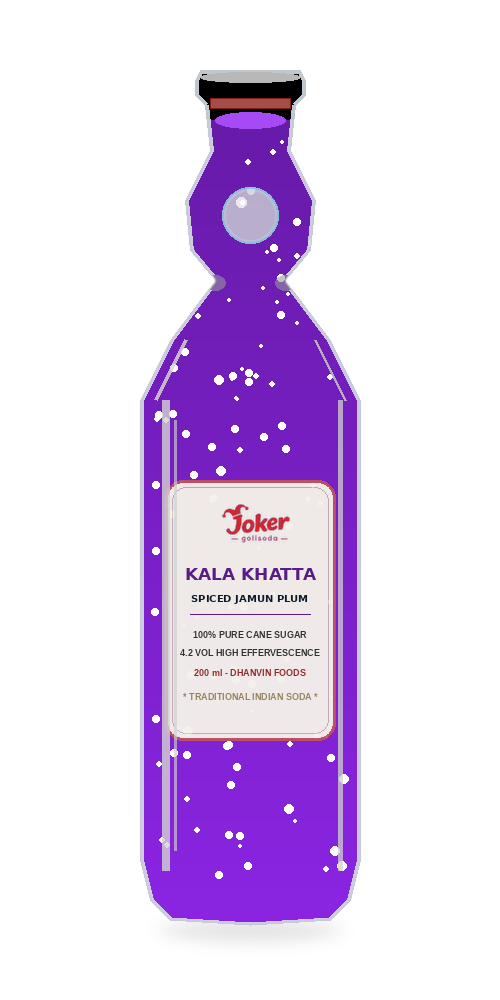 Joker
— golisoda —
KALA KHATTA
SPICED JAMUN PLUM
100% PURE CANE SUGAR
4.2 VOL HIGH EFFERVESCENCE
200 ml - DHANVIN FOODS
* TRADITIONAL INDIAN SODA *